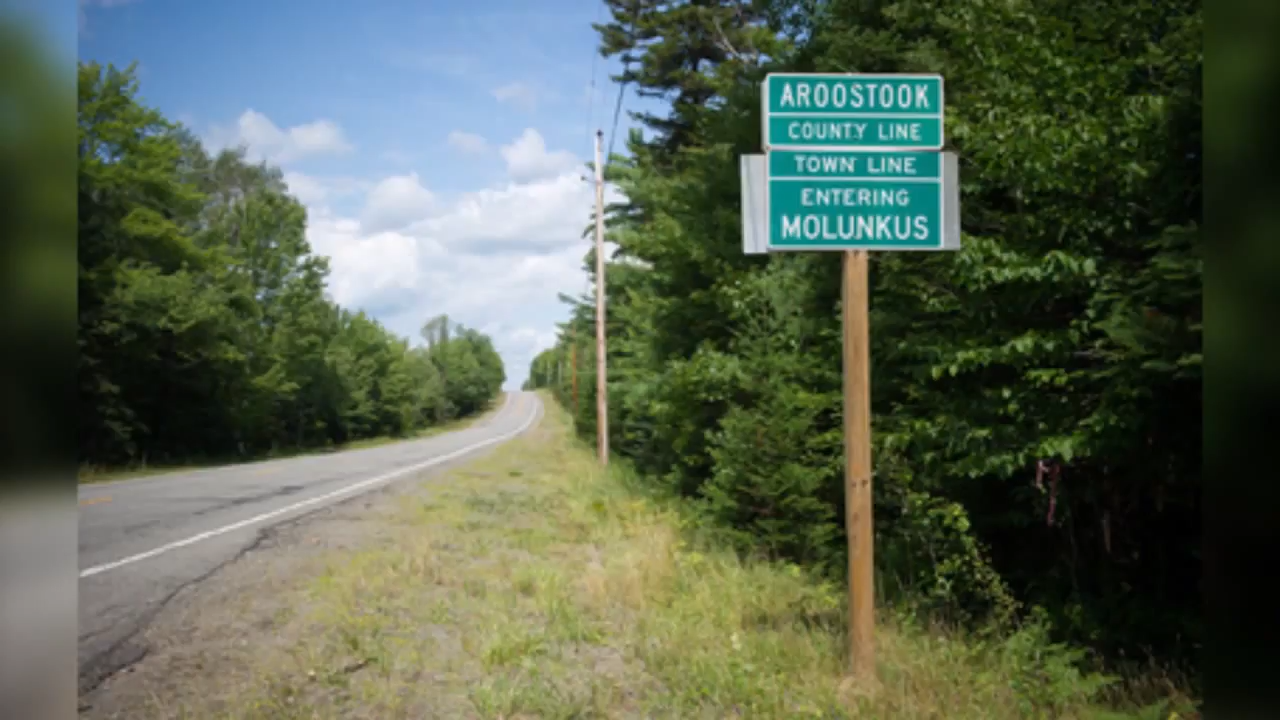 AROOSTOOK
COUNTY LINE
TOWN LINE
ENTERING
MOLUNKUS